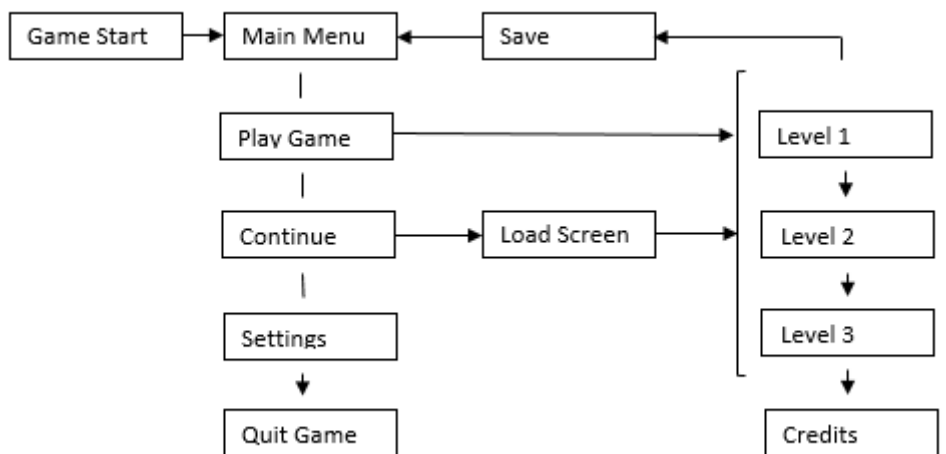 Game Start
Main Menu
Save
Play Game
Level 1
Continue
Load Screen
Level 2
Settings
Level 3
Quit Game
Credits